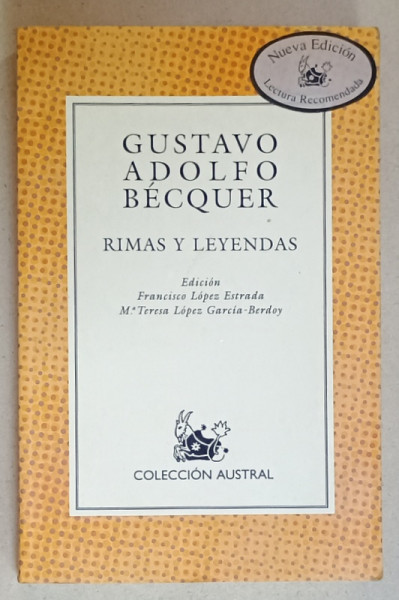 Nueva Edición
Lectura Recomendada
GUSTAVO
ADOLFO
BÉCQUER
RIMAS Y LEYENDAS
Edición
Francisco López Estrada
M.ª Teresa López García-Berdoy
COLECCIÓN AUSTRAL